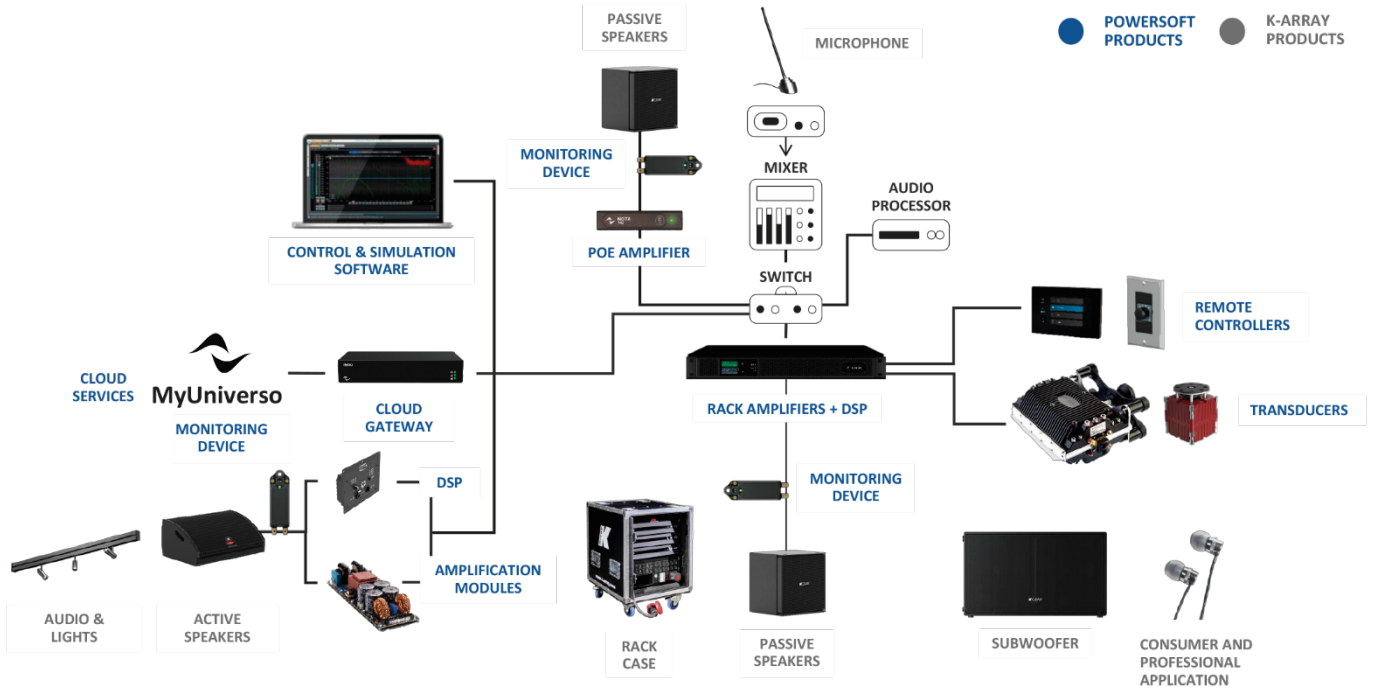 PASSIVE
SPEAKERS
MICROPHONE
POWERSOFT
PRODUCTS
K-ARRAY
PRODUCTS
MONITORING
DEVICE
MIXER
AUDIO
PROCESSOR
POE AMPLIFIER
CONTROL & SIMULATION
SOFTWARE
SWITCH
REMOTE
CONTROLLERS
CLOUD
SERVICES
MyUniverso
CLOUD
GATEWAY
RACK AMPLIFIERS + DSP
TRANSDUCERS
MONITORING
DEVICE
DSP
MONITORING
DEVICE
AMPLIFICATION
MODULES
AUDIO &
LIGHTS
ACTIVE
SPEAKERS
RACK
CASE
PASSIVE
SPEAKERS
SUBWOOFER
CONSUMER AND
PROFESSIONAL
APPLICATION